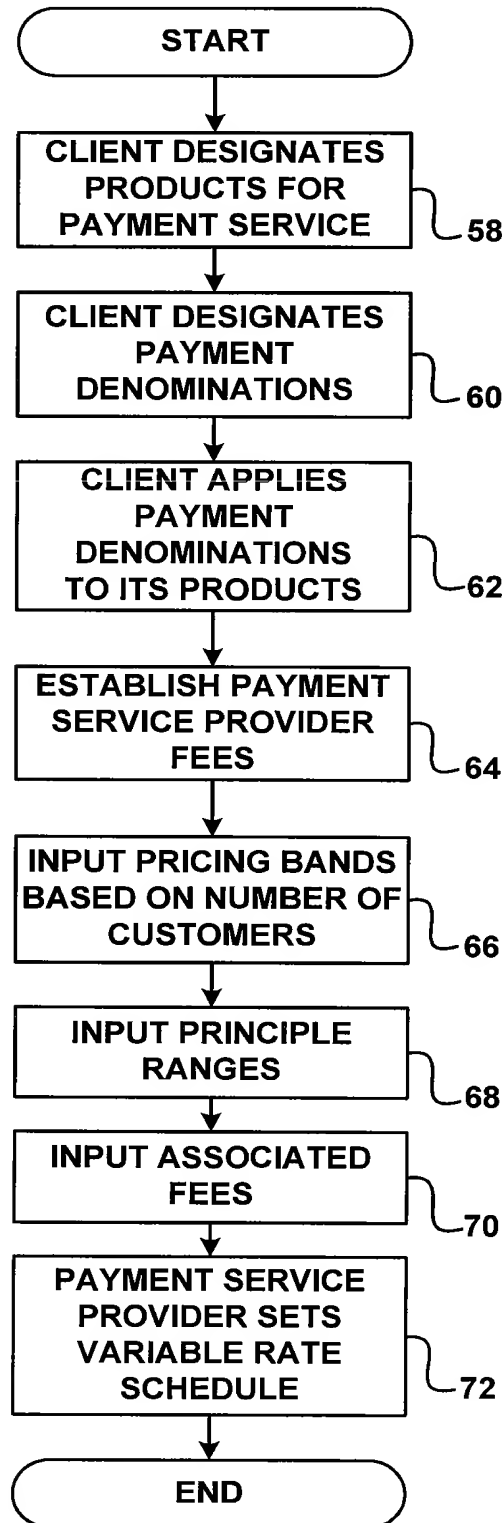 START
CLIENT DESIGNATES
PRODUCTS FOR
PAYMENT SERVICE
58
CLIENT DESIGNATES
PAYMENT
DENOMINATIONS
60
CLIENT APPLIES
PAYMENT
DENOMINATIONS
TO ITS PRODUCTS
62
ESTABLISH PAYMENT
SERVICE PROVIDER
FEES
64
INPUT PRICING BANDS
BASED ON NUMBER OF
CUSTOMERS
66
INPUT PRINCIPLE
RANGES
68
INPUT ASSOCIATED
FEES
70
PAYMENT SERVICE
PROVIDER SETS
VARIABLE RATE
SCHEDULE
72
END